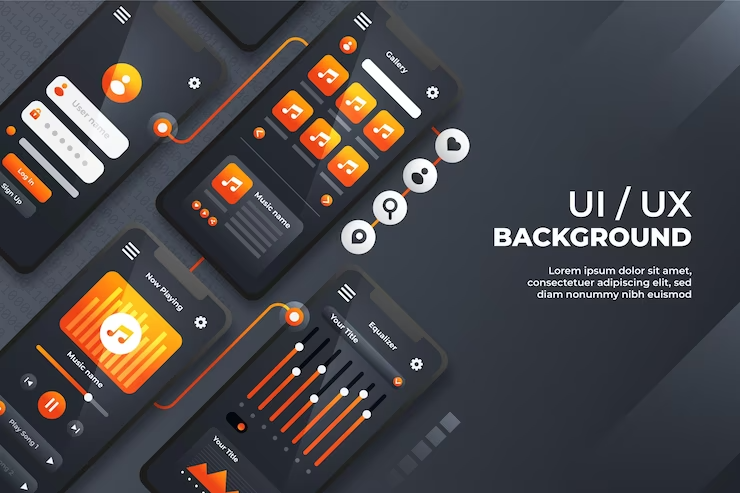 User name
Log In
Sign Up
Gallery
Music name
Now Playing
Music name
Play Song 1
Your Title
Equalizer
Your Title
UI / UX
BACKGROUND
Lorem ipsum dolor sit amet,
consectetuer adipiscing elit, sed
diam nonummy nibh euismod